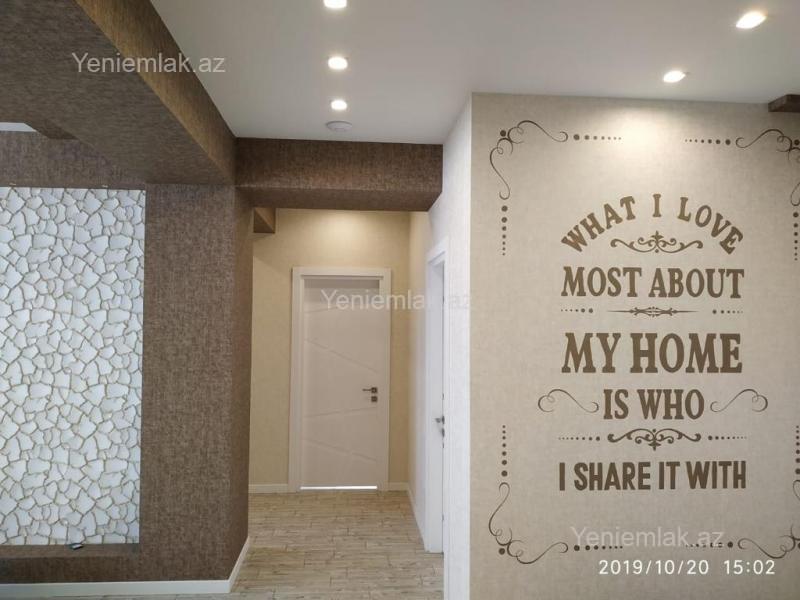 Yeniemlak.az
WHAT I LOVE
MOST ABOUT
Yeniemlak.az
MY HOME
IS WHO
I SHARE IT WITH
Yeniemlak.az
2019/10/20 15:02